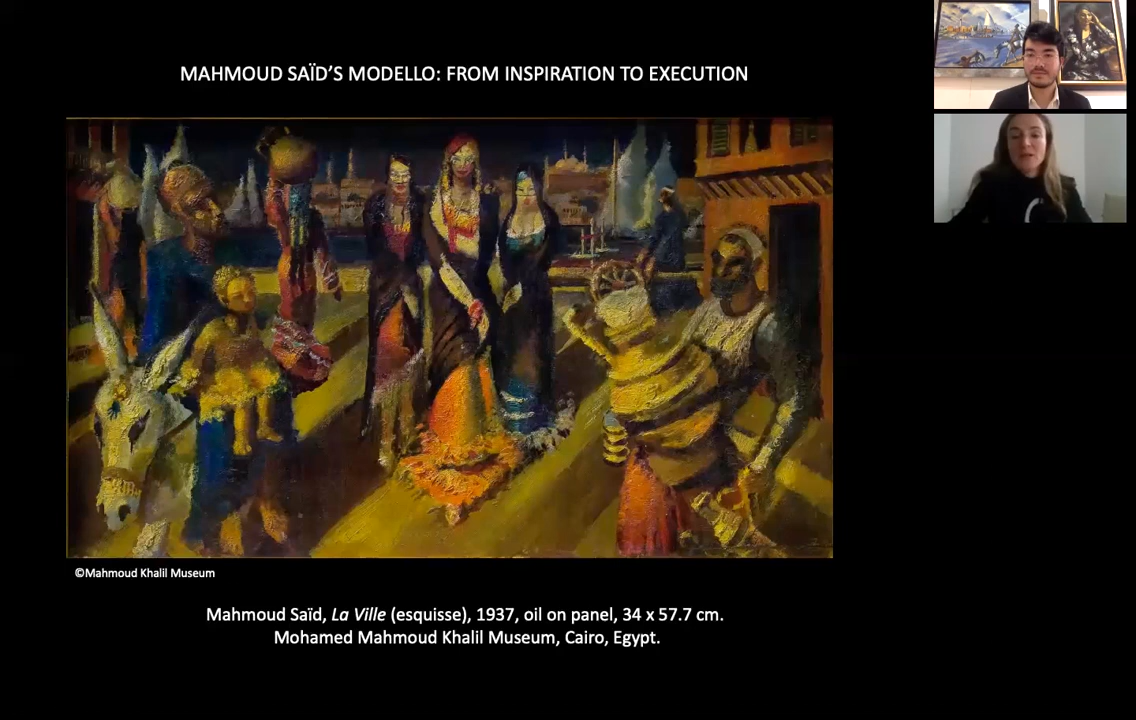 MAHMOUD SAÏD'S MODELLO: FROM INSPIRATION TO EXECUTION
©Mahmoud Khalil Museum
Mahmoud Saïd, La Ville (esquisse), 1937, oil on panel, 34 x 57.7 cm.
Mohamed Mahmoud Khalil Museum, Cairo, Egypt.